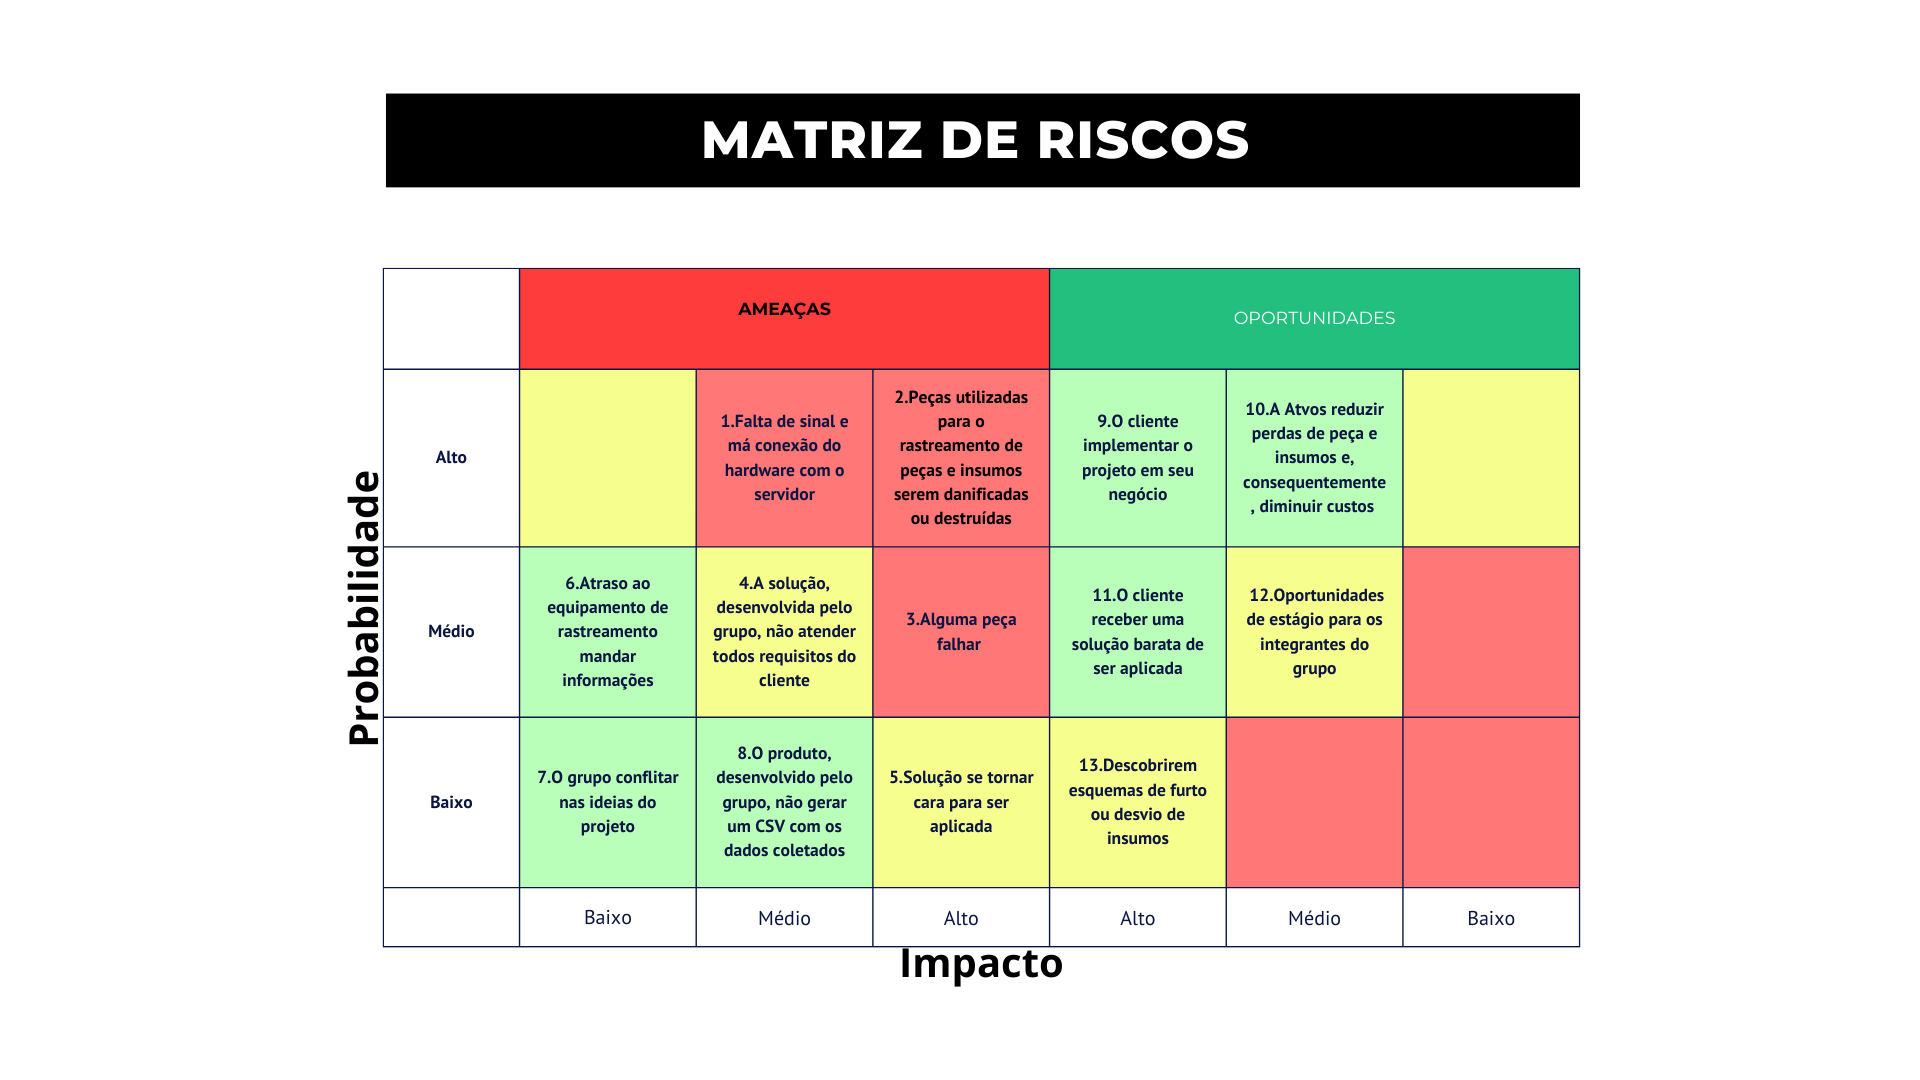 MATRIZ DE RISCOS
AMEAÇAS
OPORTUNIDADES
Probabilidade
Alto
1.Falta de sinal e
má conexão do
hardware com o
servidor
2.Peças utilizadas
para o
rastreamento de
peças e insumos
serem danificadas
ou destruídas
9.O cliente
implementar o
projeto em seu
negócio
10.A Atvos reduzir
perdas de peça e
insumos e,
consequentemente
, diminuir custos
Médio
6.Atraso ao
equipamento de
rastreamento
mandar
informações
4.A solução,
desenvolvida pelo
grupo, não atender
todos requisitos do
cliente
3.Alguma peça
falhar
11.O cliente
receber uma
solução barata de
ser aplicada
12.Oportunidades
de estágio para os
integrantes do
grupo
Baixo
7.O grupo conflitar
nas ideias do
projeto
8.O produto,
desenvolvido pelo
grupo, não gerar
um CSV com os
dados coletados
5.Solução se tornar
cara para ser
aplicada
13.Descobrirem
esquemas de furto
ou desvio de
insumos
Baixo
Médio
Alto
Alto
Médio
Baixo
Impacto